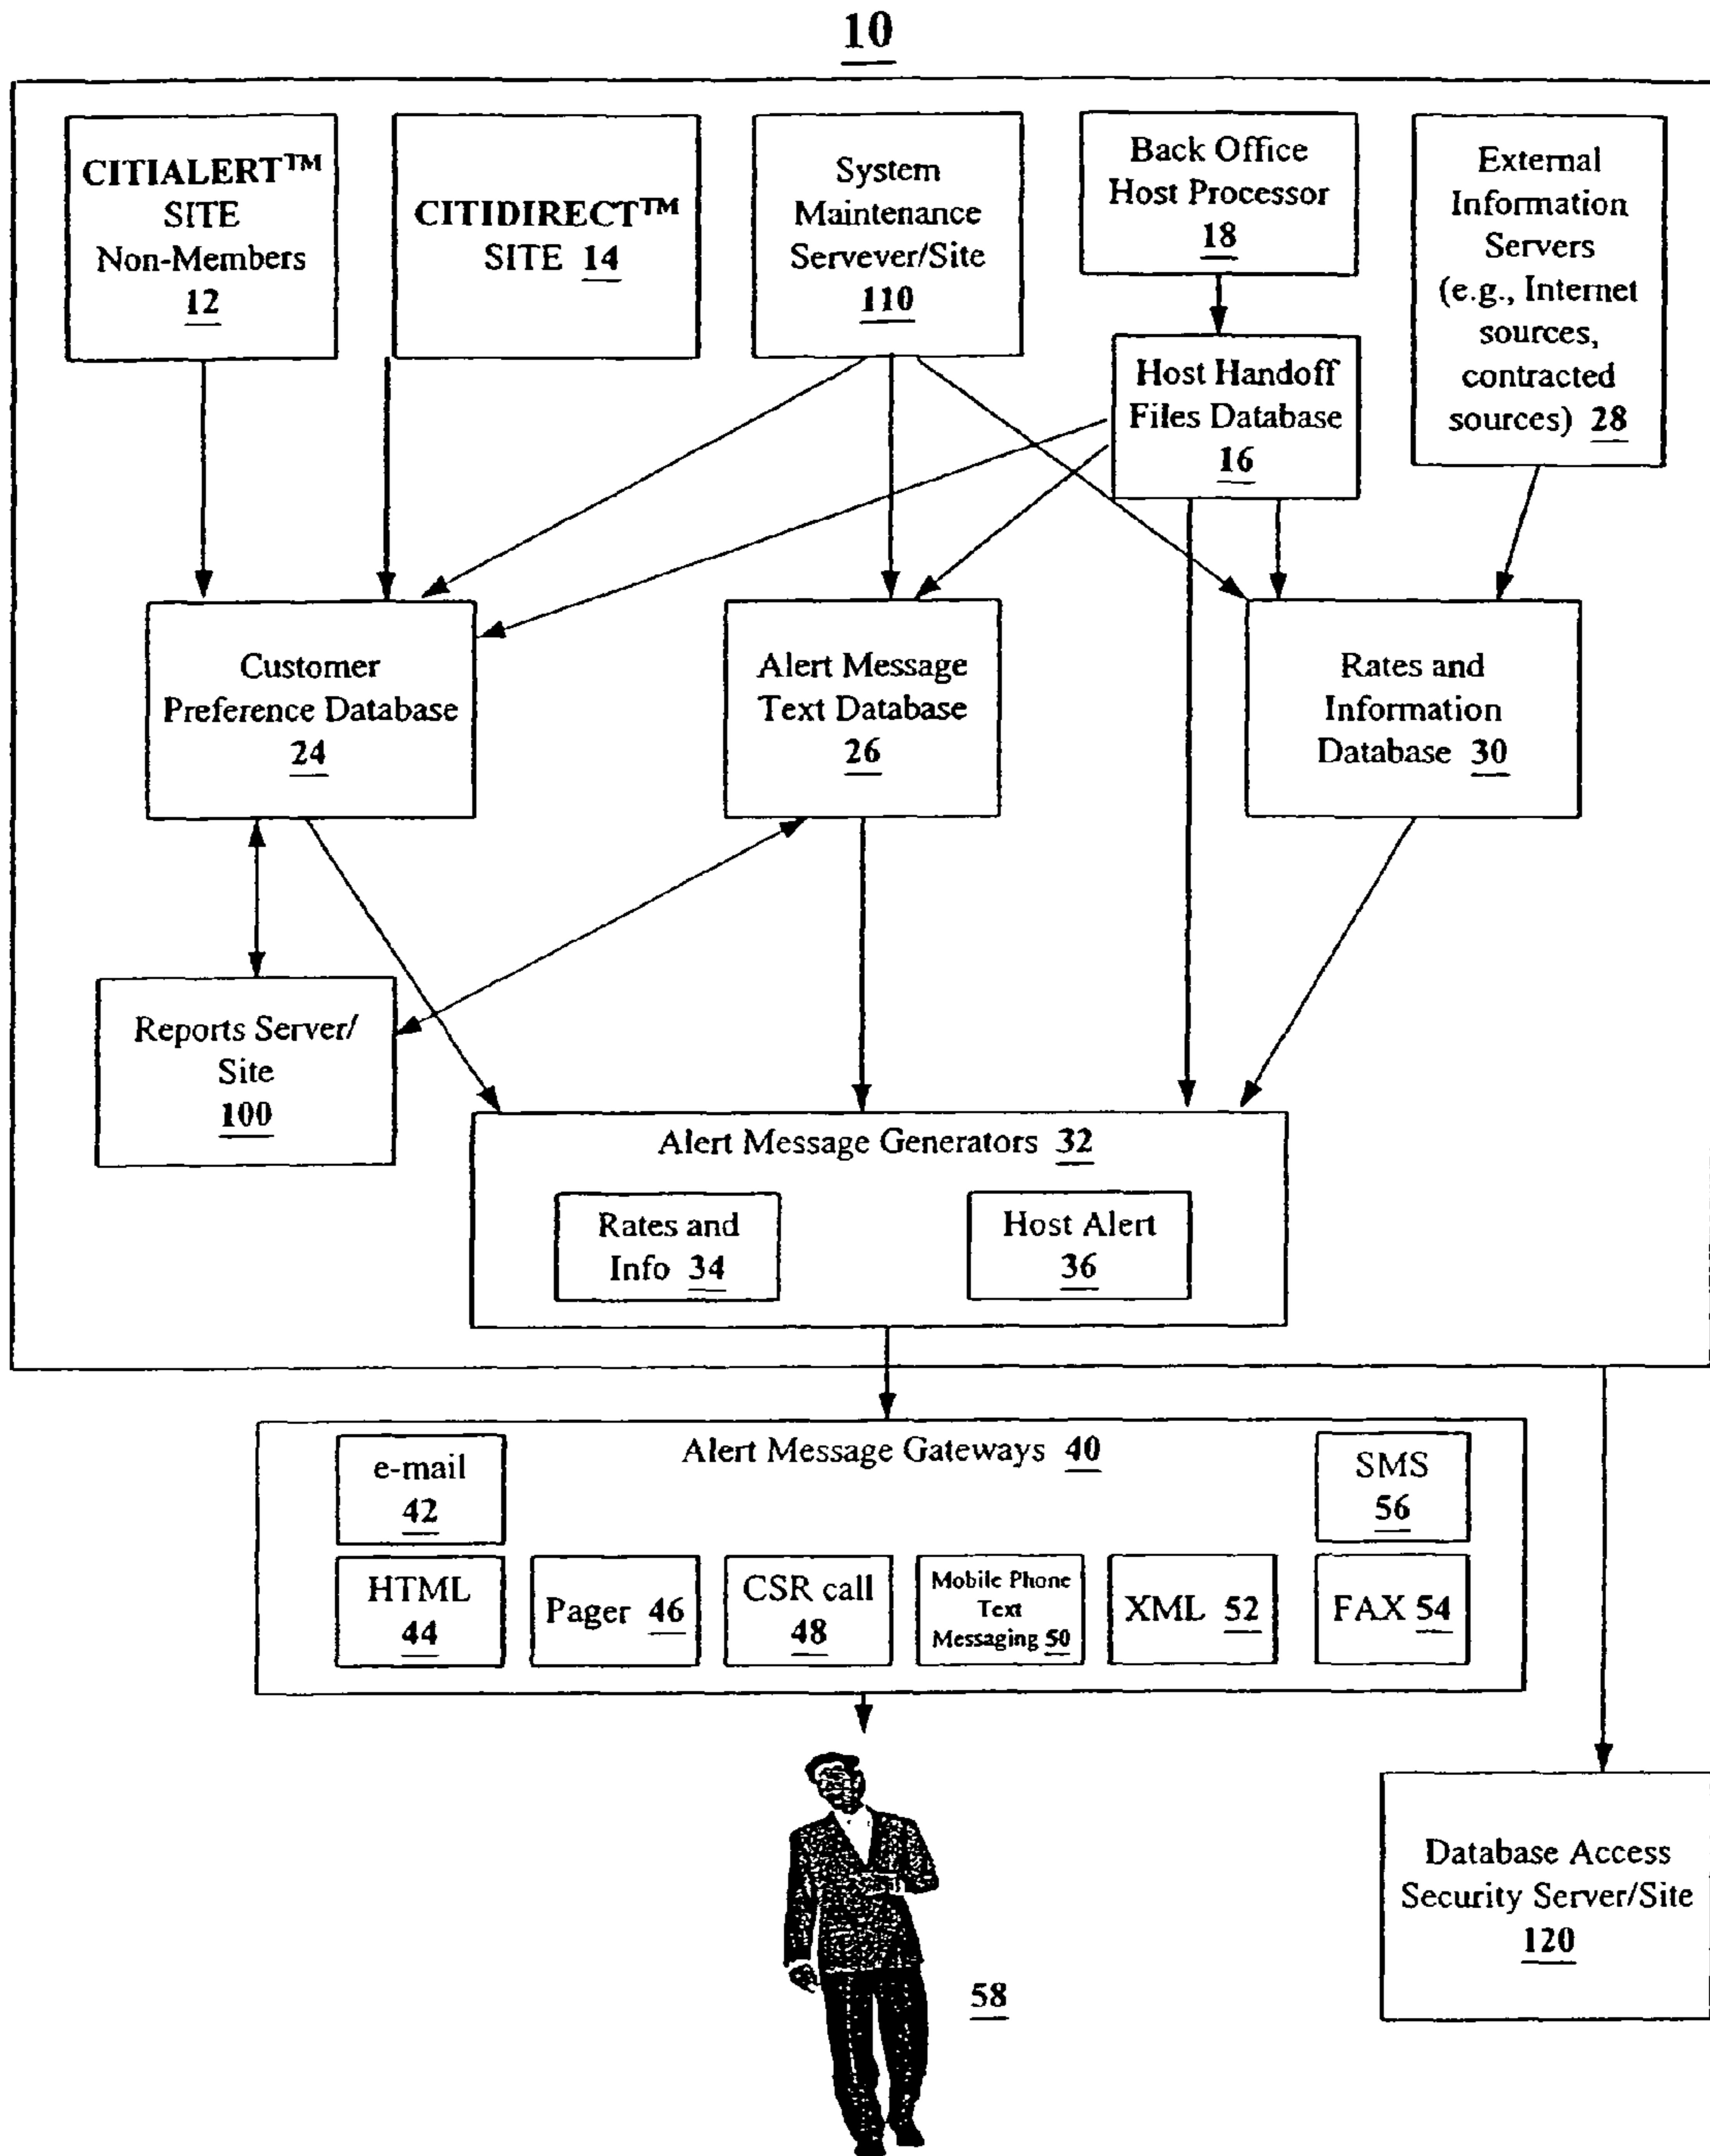 10
CITIALERT™
SITE
Non-Members
12
CITIDIRECT™
SITE 14
System
Maintenance
Servever/Site
110
Back Office
Host Processor
18
External
Information
Servers
(e.g., Internet
sources,
contracted
sources) 28
Host Handoff
Files Database
16
Customer
Preference Database
24
Alert Message
Text Database
26
Rates and
Information
Database 30
Reports Server/
Site
100
Alert Message Generators 32
Rates and
Info 34
Host Alert
36
Alert Message Gateways 40
e-mail
42
SMS
56
HTML
44
Pager 46
CSR call
48
Mobile Phone
Text
Messaging 50
XML 52
FAX 54
58
Database Access
Security Server/Site
120